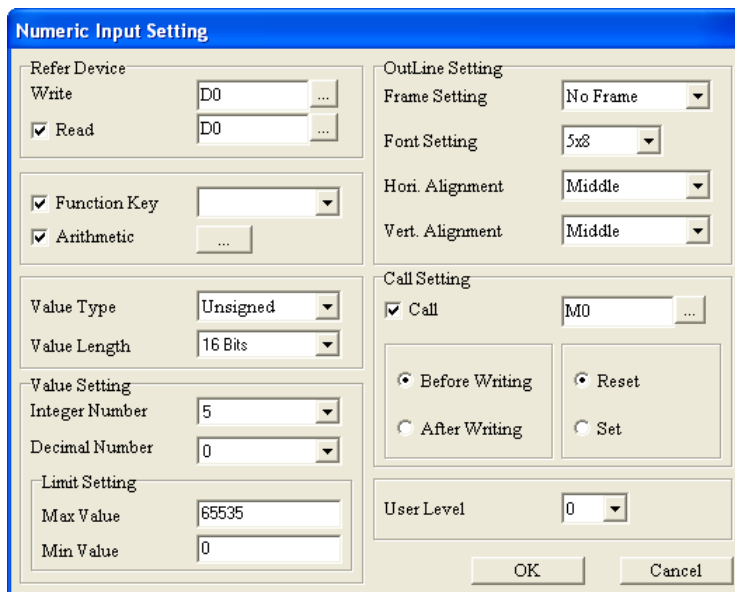 Numeric Input Setting
Refer Device
Write D0 ...
Read D0 ...
Function Key
Arithmetic ...
Value Type Unsigned
Value Length 16 Bits
Value Setting
Integer Number 5
Decimal Number 0
Limit Setting
Max Value 65535
Min Value 0
OutLine Setting
Frame Setting No Frame
Font Setting 5x8
Hori. Alignment Middle
Vert. Alignment Middle
Call Setting
Call M0 ...
Before Writing Reset
After Writing Set
User Level 0
OK Cancel